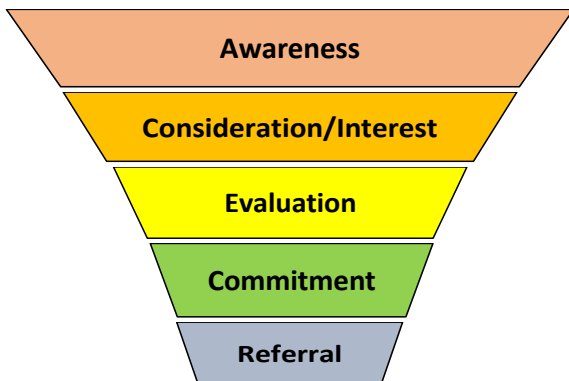 Awareness
Consideration/Interest
Evaluation
Commitment
Referral